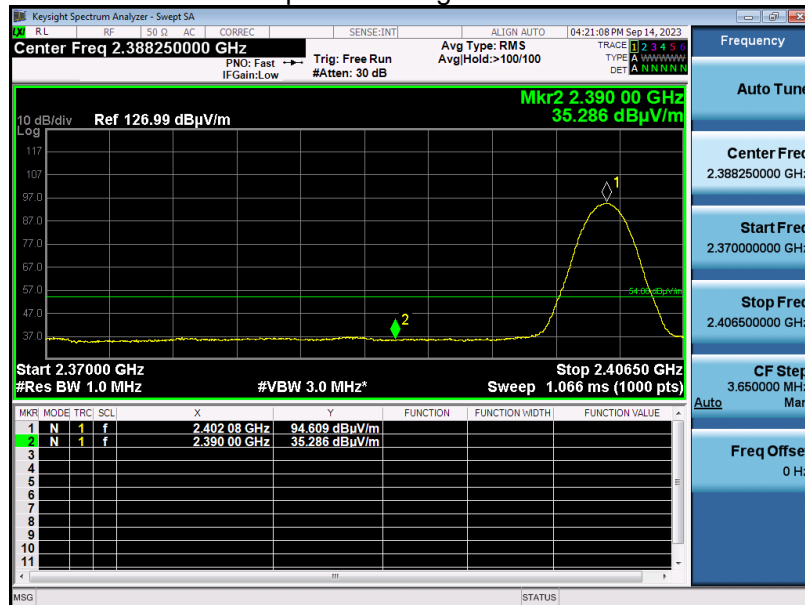 Keysight Spectrum Analyzer - Swept SA
LXI RL RF 50 Ω AC CORREC SENSE:INT ALIGN AUTO 04:21:08 PM Sep 14, 2023
Center Freq 2.388250000 GHz
PNO: Fast
IFGain:Low
Trig: Free Run
#Atten: 30 dB
Avg Type: RMS
Avg|Hold:>100/100
TRACE 1 2 3 4 5 6
TYPE A WWWWW
DET A NNNNN
Mkr2 2.390 00 GHz
35.286 dBµV/m
10 dB/div Ref 126.99 dBµV/m
Log
117
107
97.0
87.0
77.0
67.0
57.0
47.0
37.0
1
54.00 dBµV/m
2
Start 2.37000 GHz Stop 2.40650 GHz
#Res BW 1.0 MHz #VBW 3.0 MHz* Sweep 1.066 ms (1000 pts)
MKR MODE TRC SCL X Y FUNCTION FUNCTION WIDTH FUNCTION VALUE
1 N 1 f 2.402 08 GHz 94.609 dBµV/m
2 N 1 f 2.390 00 GHz 35.286 dBµV/m
3
4
5
6
7
8
9
10
11
MSG STATUS
Frequency
Auto Tune
Center Freq
2.388250000 GHz
Start Freq
2.370000000 GHz
Stop Freq
2.406500000 GHz
CF Step
3.650000 MHz
Auto Man
Freq Offset
0 Hz